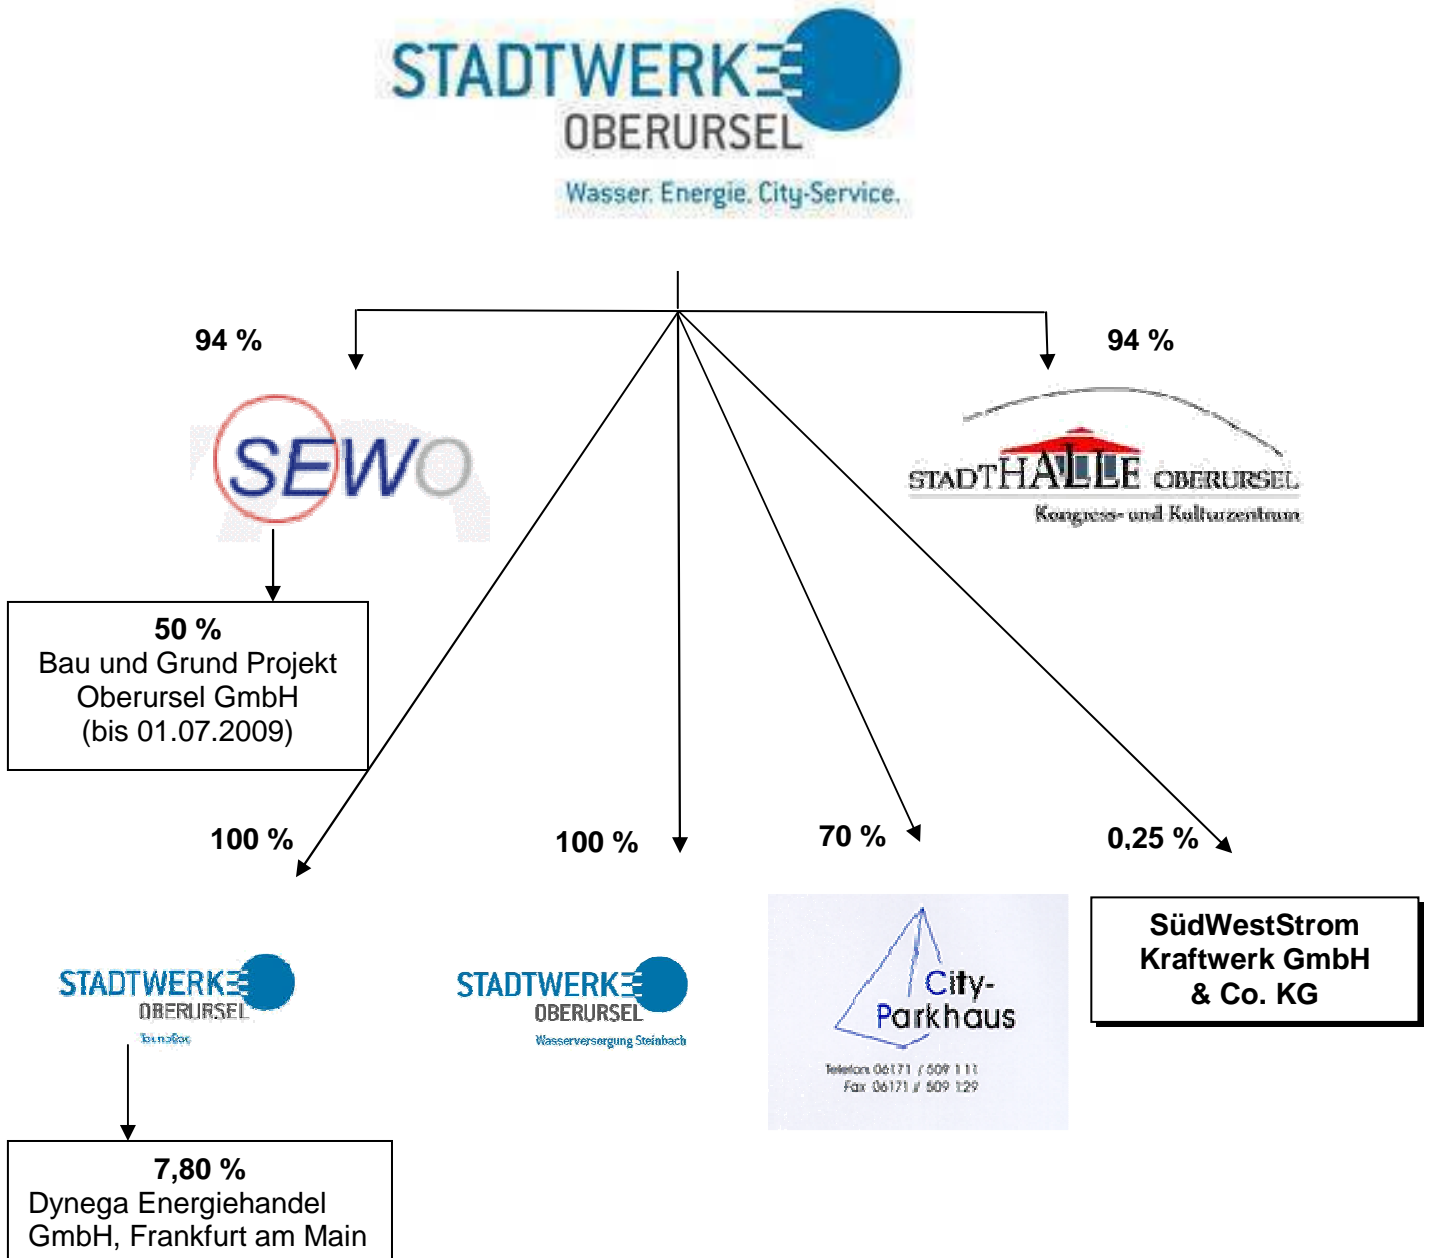 STADTWERKE
OBERURSEL
Wasser. Energie. City-Service.
94 %
94 %
SEWO
STADTHALLE OBERURSEL
Kongress- und Kulturzentrum
50 %
Bau und Grund Projekt
Oberursel GmbH
(bis 01.07.2009)
100 %
100 %
70 %
0,25 %
STADTWERKE
OBERURSEL
STADTWERKE
OBERURSEL
Wasserversorgung Steinbach
City-
Parkhaus
Telefon 06171 / 509 111
Fax 06171 / 509 129
SüdWestStrom
Kraftwerk GmbH
& Co. KG
7,80 %
Dynega Energiehandel
GmbH, Frankfurt am Main